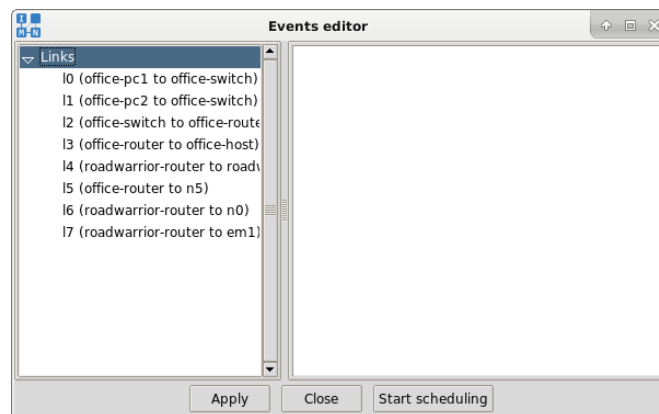 I
M N
Events editor
Links
l0 (office-pc1 to office-switch)
l1 (office-pc2 to office-switch)
l2 (office-switch to office-route
l3 (office-router to office-host)
l4 (roadwarrior-router to roadw
l5 (office-router to n5)
l6 (roadwarrior-router to n0)
l7 (roadwarrior-router to em1)
Apply Close Start scheduling